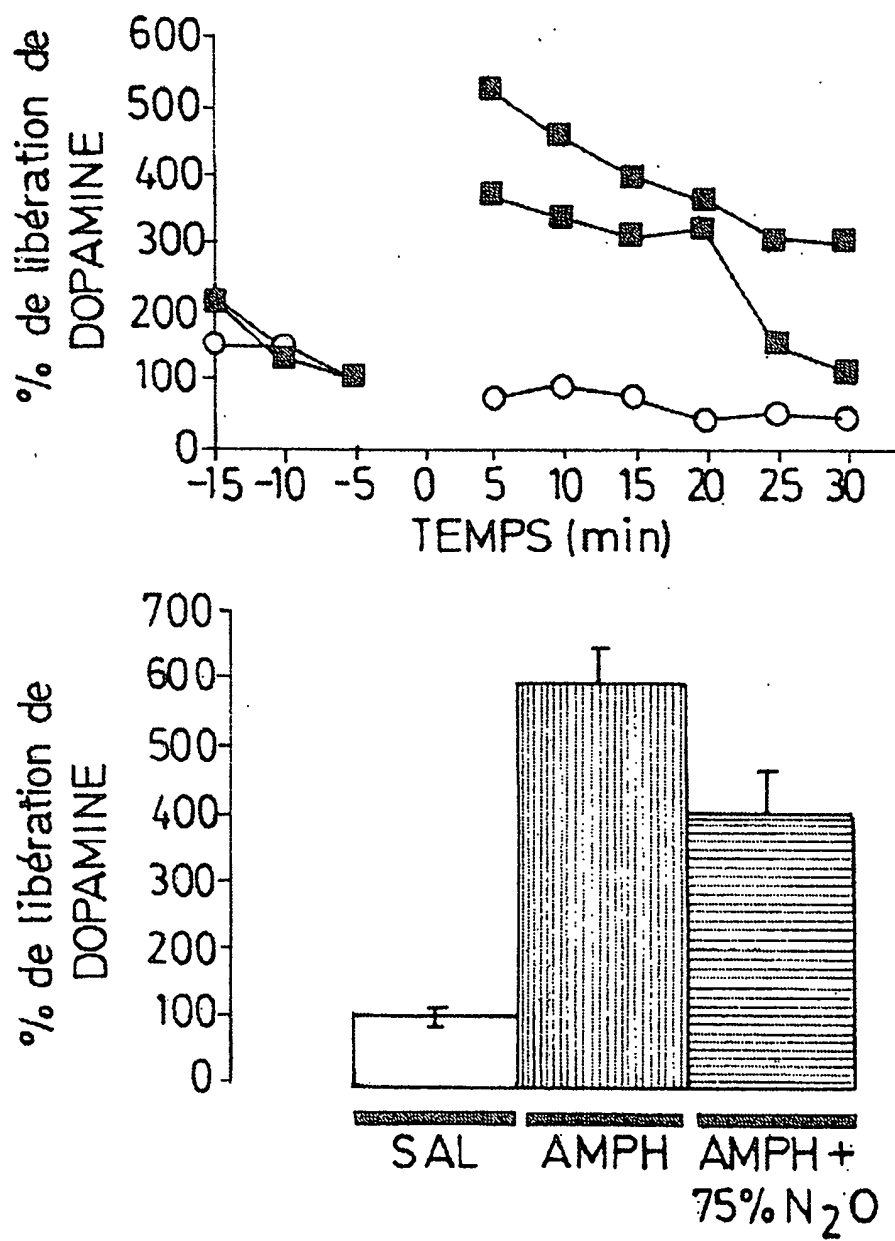 % de libération de
DOPAMINE
600
500
400
300
200
100
0
-15 -10 -5 0 5 10 15 20 25 30
TEMPS (min)
% de libération de
DOPAMINE
700
600
500
400
300
200
100
0
SAL AMPH AMPH +
75% N₂O